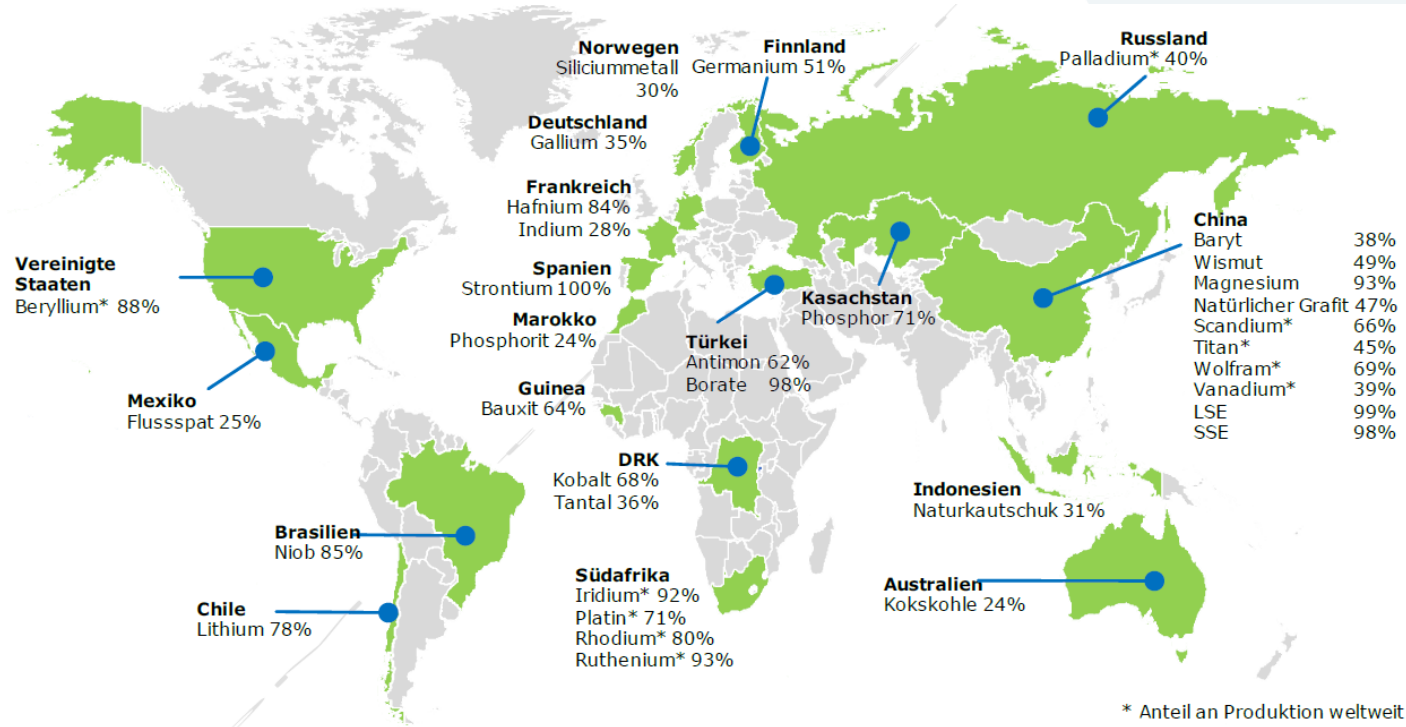 Norwegen
Siliciummetall
30%
Finnland
Germanium 51%
Russland
Palladium* 40%
Deutschland
Gallium 35%
Frankreich
Hafnium 84%
Indium 28%
Spanien
Strontium 100%
Marokko
Phosphorit 24%
Vereinigte
Staaten
Beryllium* 88%
Mexiko
Flussspat 25%
Guinea
Bauxit 64%
Türkei
Antimon 62%
Borate 98%
Kasachstan
Phosphor 71%
China
Baryt 38%
Wismut 49%
Magnesium 93%
Natürlicher Grafit 47%
Scandium* 66%
Titan* 45%
Wolfram* 69%
Vanadium* 39%
LSE 99%
SSE 98%
DRK
Kobalt 68%
Tantal 36%
Indonesien
Naturkautschuk 31%
Brasilien
Niob 85%
Chile
Lithium 78%
Südafrika
Iridium* 92%
Platin* 71%
Rhodium* 80%
Ruthenium* 93%
Australien
Kokskohle 24%
* Anteil an Produktion weltweit